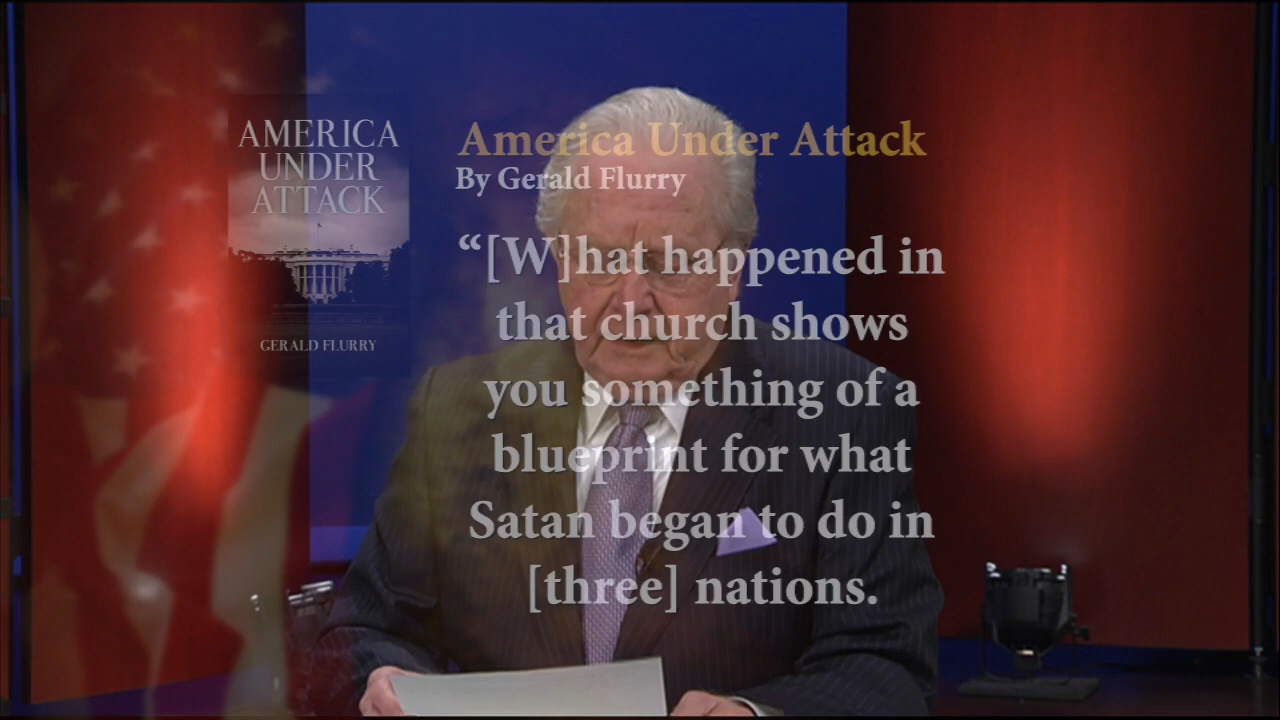 AMERICA
UNDER
ATTACK
GERALD FLURRY
America Under Attack
By Gerald Flurry
“[W]hat happened in
that church shows
you something of a
blueprint for what
Satan began to do in
[three] nations.